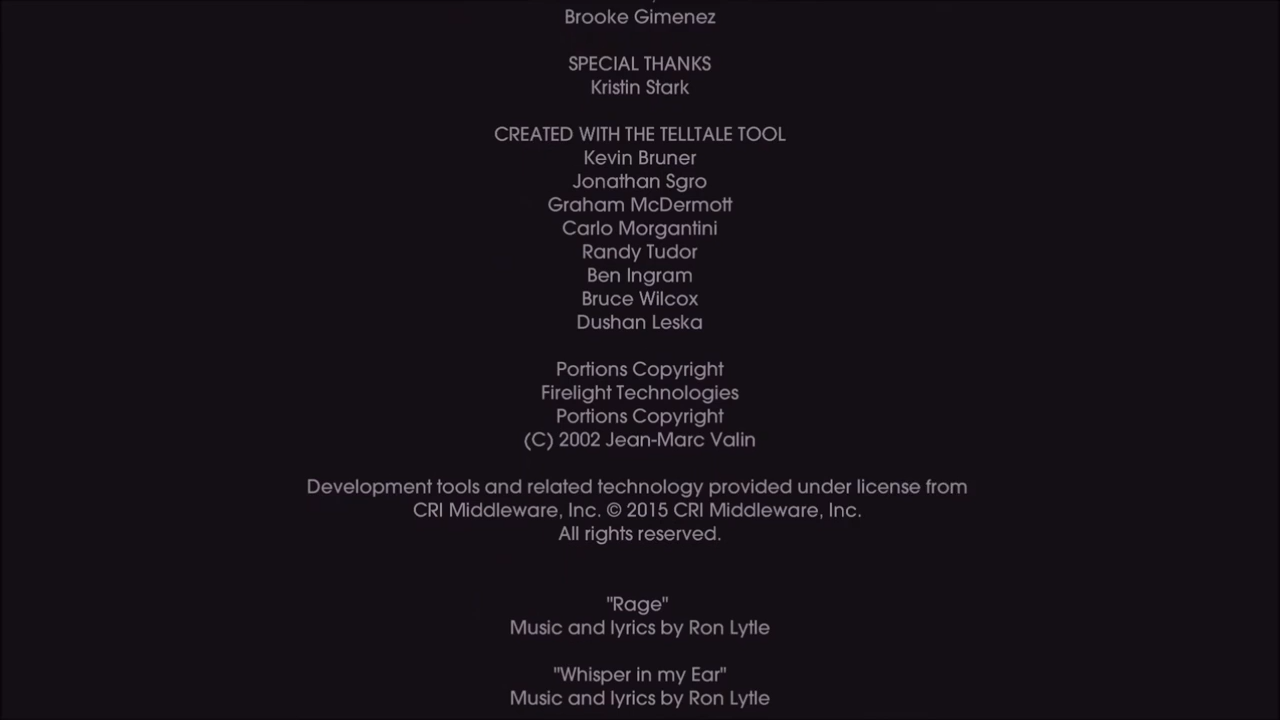 Brooke Gimenez
SPECIAL THANKS
Kristin Stark
CREATED WITH THE TELLTALE TOOL
Kevin Bruner
Jonathan Sgro
Graham McDermott
Carlo Morgantini
Randy Tudor
Ben Ingram
Bruce Wilcox
Dushan Leska
Portions Copyright
Firelight Technologies
Portions Copyright
(C) 2002 Jean-Marc Valin
Development tools and related technology provided under license from
CRI Middleware, Inc. © 2015 CRI Middleware, Inc.
All rights reserved.
"Rage"
Music and lyrics by Ron Lytle
"Whisper in my Ear"
Music and lyrics by Ron Lytle